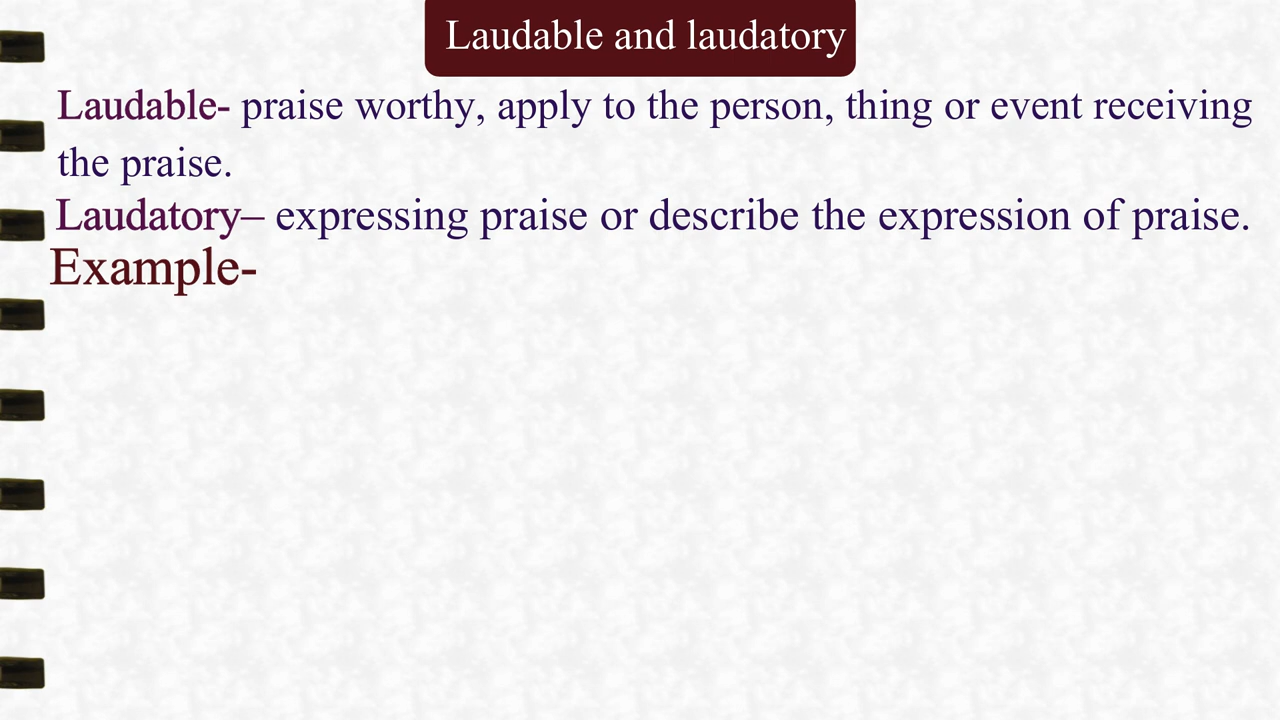 Laudable and laudatory
Laudable- praise worthy, apply to the person, thing or event receiving
the praise.
Laudatory– expressing praise or describe the expression of praise.
Example-